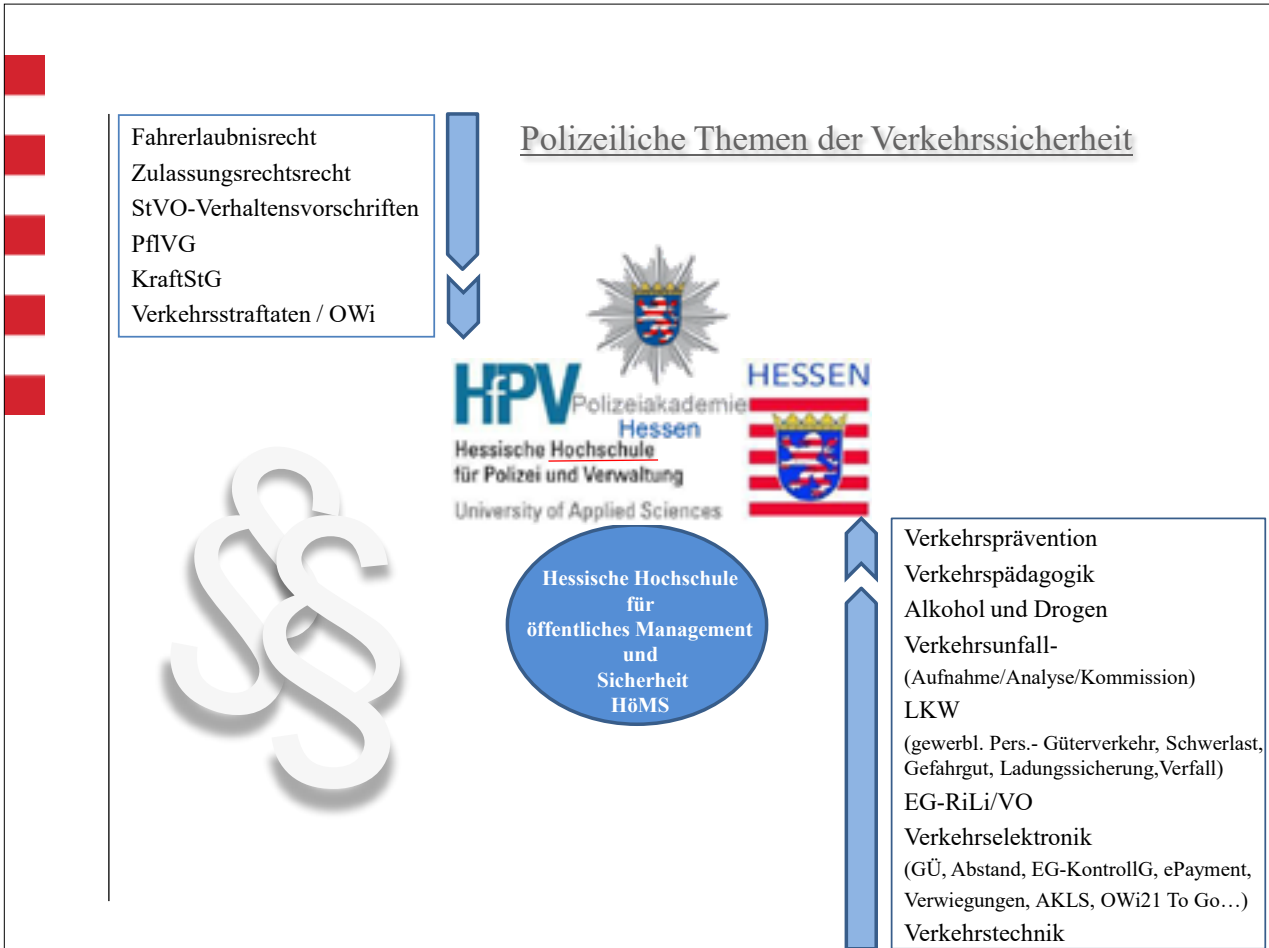 Polizeiliche Themen der Verkehrssicherheit
Fahrerlaubnisrecht
Zulassungsrechtsrecht
StVO-Verhaltensvorschriften
PflVG
KraftStG
Verkehrsstraftaten / OWi
HfPV
Polizeiakademie
Hessen
Hessische Hochschule
für Polizei und Verwaltung
University of Applied Sciences
HESSEN
Hessische Hochschule
für
öffentliches Management
und
Sicherheit
HöMS
Verkehrsprävention
Verkehrspädagogik
Alkohol und Drogen
Verkehrsunfall-
(Aufnahme/Analyse/Kommission)
LKW
(gewerbl. Pers.- Güterverkehr, Schwerlast,
Gefahrgut, Ladungssicherung,Verfall)
EG-RiLi/VO
Verkehrselektronik
(GÜ, Abstand, EG-KontrollG, ePayment,
Verwiegungen, AKLS, OWi21 To Go…)
Verkehrstechnik